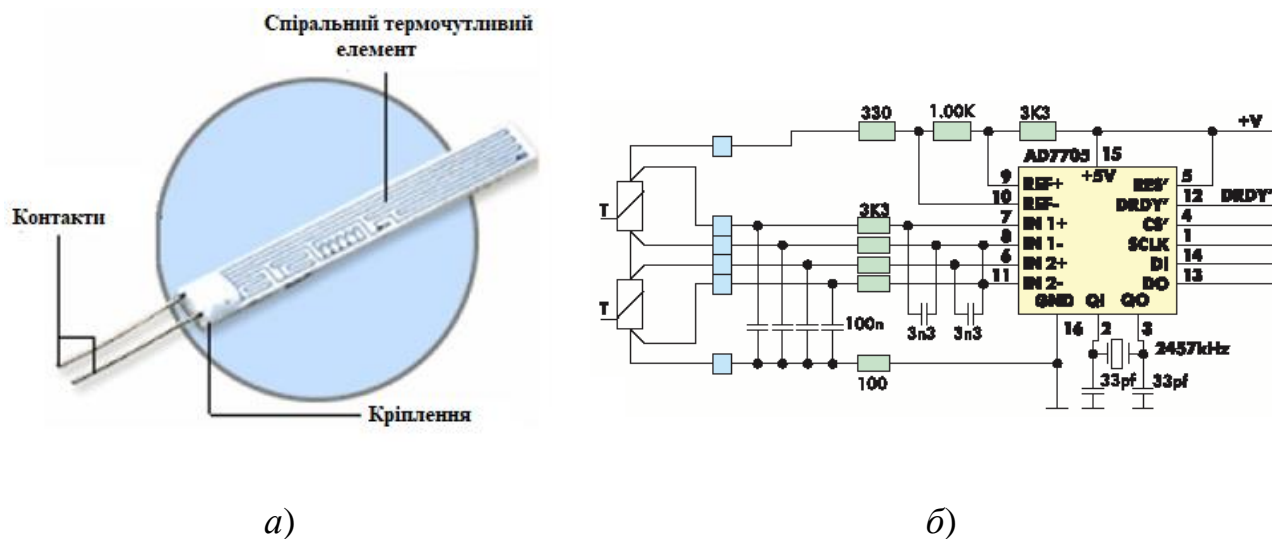 Спіральний термочутливий
елемент
Контакти
Кріплення
а)
330
1.00K
3K3
+V
AD7705
15
+5V
9
REF+
RES'
5
10
REF-
DRDY'
12
DRDY'
T
3K3
7
IN 1+
CS'
4
8
IN 1-
SCLK
1
6
IN 2+
DI
14
11
IN 2-
DO
13
T
GND
QI
QO
100n
3n3
3n3
16
2
3
2457kHz
100
33pf
33pf
б)